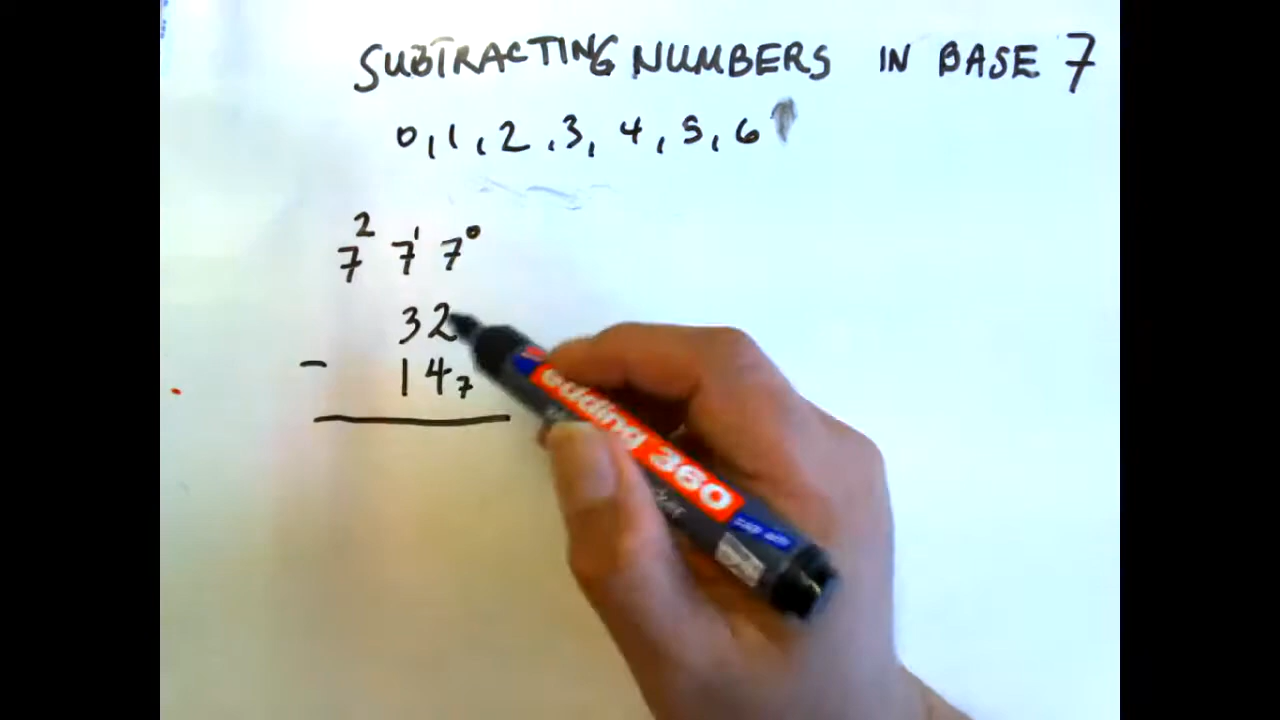 SUBTRACTING NUMBERS IN BASE 7
0, 1, 2, 3, 4, 5, 6
7² 7¹ 7⁰
32
- 14₇
edding 360